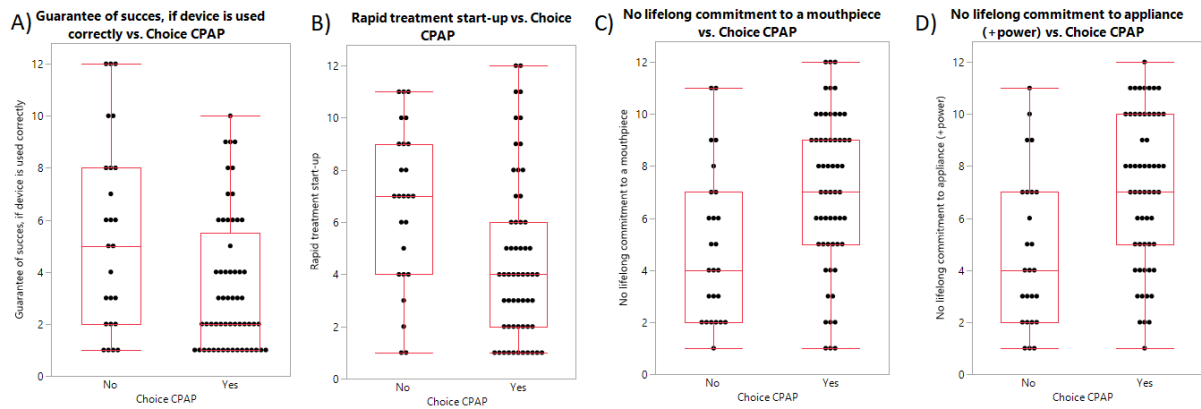 A)
Guarantee of succes, if device is used
correctly vs. Choice CPAP
Guarantee of succes, if device is used correctly
12
10
8
6
4
2
0
No
Yes
Choice CPAP
B)
Rapid treatment start-up vs. Choice
CPAP
Rapid treatment start-up
12
10
8
6
4
2
0
No
Yes
Choice CPAP
C)
No lifelong commitment to a mouthpiece
vs. Choice CPAP
No lifelong commitment to a mouthpiece
12
10
8
6
4
2
0
No
Yes
Choice CPAP
D)
No lifelong commitment to appliance
(+power) vs. Choice CPAP
No lifelong commitment to appliance (+power)
12
10
8
6
4
2
0
No
Yes
Choice CPAP